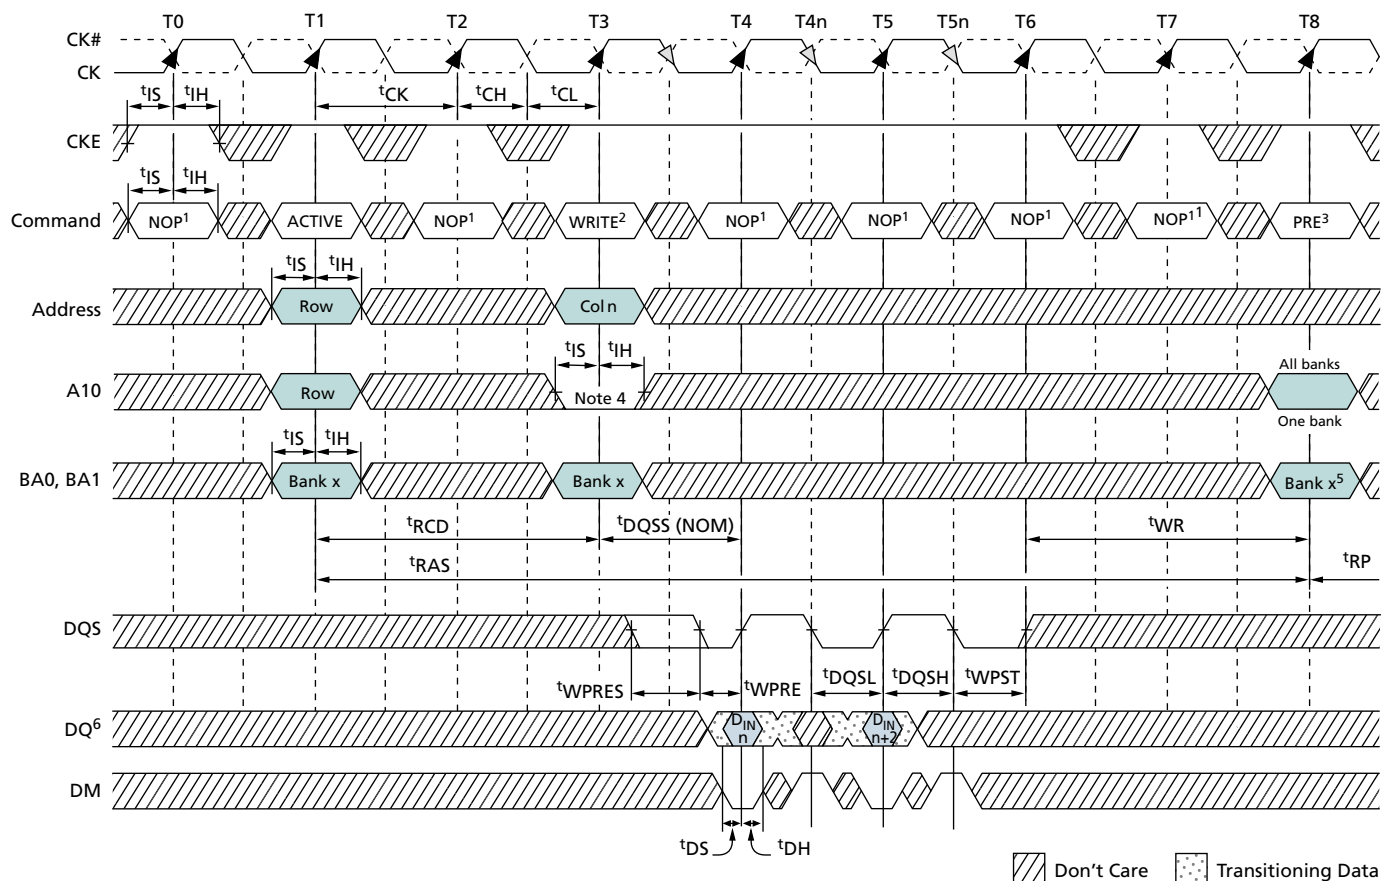 T0 T1 T2 T3 T4 T4n T5 T5n T6 T7 T8
CK#
CK
tIS tIH tCK tCH tCL
CKE
tIS tIH
Command NOP1 ACTIVE NOP1 WRITE2 NOP1 NOP1 NOP1 NOP11 PRE3
tIS tIH
Address Row Col n
tIS tIH All banks
A10 Row Note 4
One bank
tIS tIH
BA0, BA1 Bank x Bank x Bank x5
tRCD tDQSS (NOM) tWR
tRAS tRP
DQS
tWPRES tWPRE tDQSL tDQSH tWPST
DQ6 DIN n DIN n+2
DM
tDS tDH
Don't Care Transitioning Data